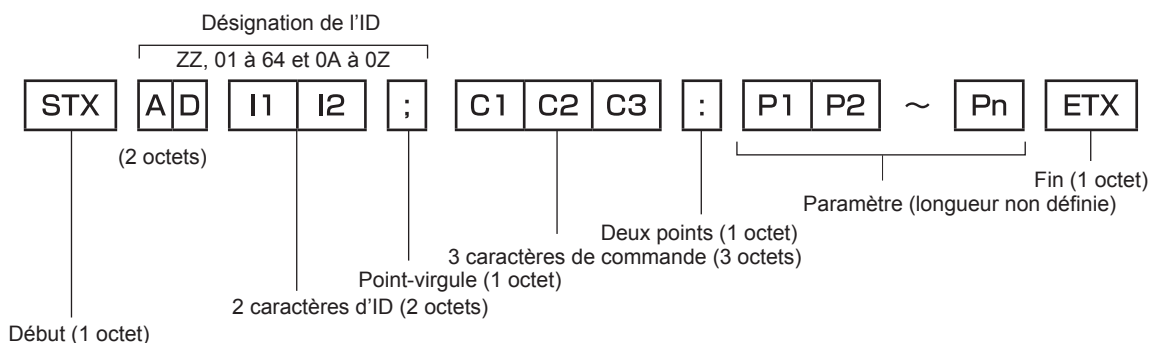 Désignation de l'ID
ZZ, 01 à 64 et 0A à 0Z
STX A D I1 I2 ; C1 C2 C3 : P1 P2 ～ Pn ETX
(2 octets)
Fin (1 octet)
Paramètre (longueur non définie)
Deux points (1 octet)
3 caractères de commande (3 octets)
Point-virgule (1 octet)
2 caractères d'ID (2 octets)
Début (1 octet)